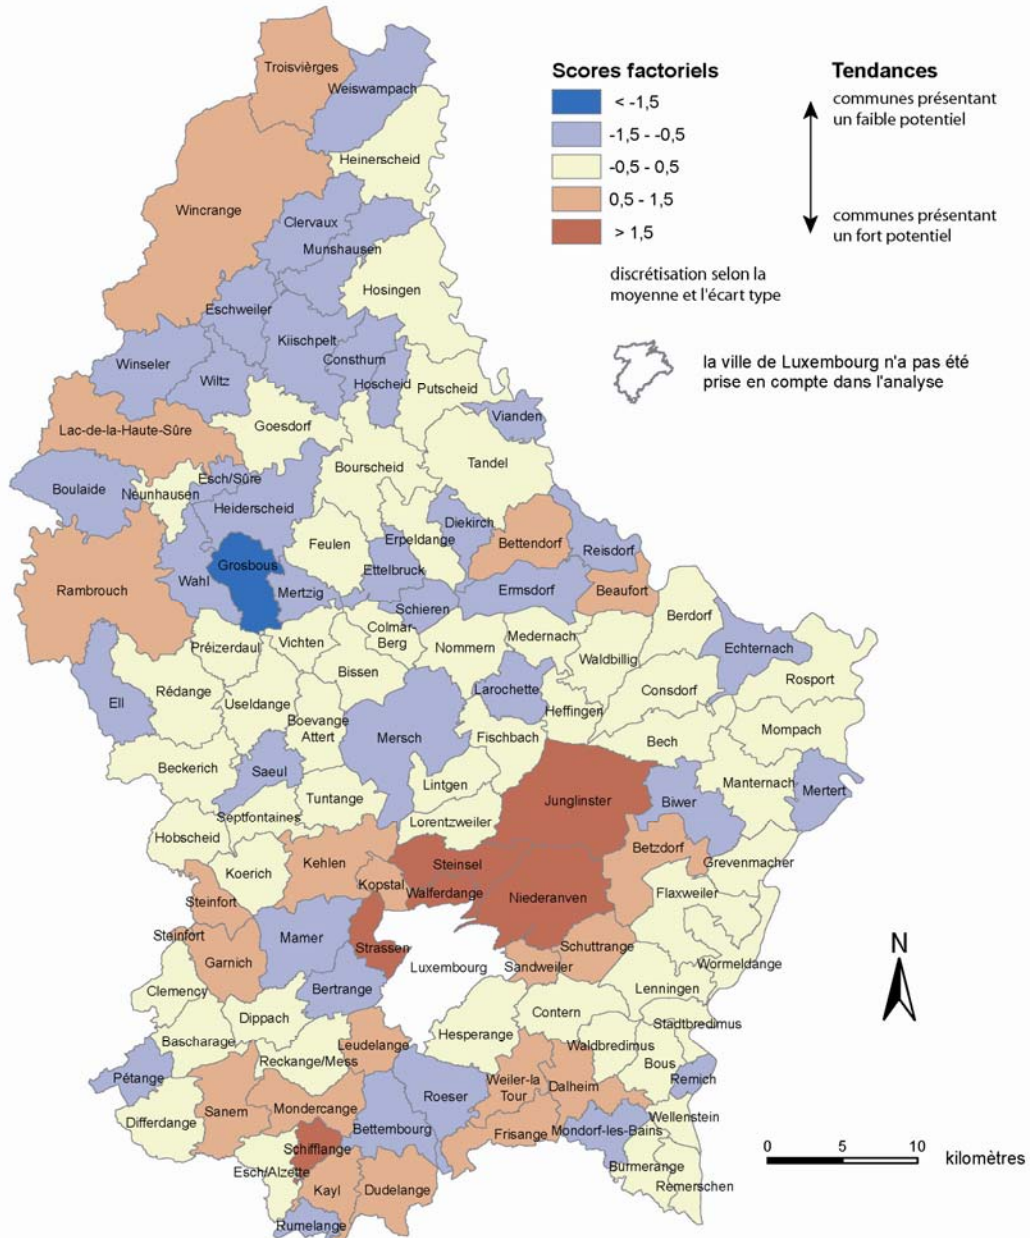 Scores factoriels
< -1,5
-1,5 - -0,5
-0,5 - 0,5
0,5 - 1,5
> 1,5
discrétisation selon la
moyenne et l'écart type
Tendances
communes présentant
un faible potentiel
communes présentant
un fort potentiel
la ville de Luxembourg n'a pas été
prise en compte dans l'analyse
Troisvièrges
Weiswampach
Heinerscheid
Wincrange
Clervaux
Munshausen
Hosingen
Eschweiler
Kiischpelt
Consthum
Winseler
Wiltz
Hoscheid
Putscheid
Vianden
Lac-de-la-Haute-Sûre
Goesdorf
Bourscheid
Tandel
Esch/Sûre
Boulaide
Neunhausen
Heiderscheid
Diekirch
Erpeldange
Bettendorf
Reisdorf
Feulen
Grosbous
Ettelbruck
Wahl
Mertzig
Rambrouch
Ermsdorf
Beaufort
Schieren
Berdorf
Colmar-
Berg
Préizerdaul
Vichten
Nommern
Medernach
Waldbillig
Echternach
Bissen
Rosport
Ell
Rédange
Useldange
Larochette
Consdorf
Heffingen
Boevange
Attert
Mersch
Fischbach
Bech
Mompach
Beckerich
Saeul
Lintgen
Manternach
Mertert
Tuntange
Junglinster
Biwer
Septfontaines
Lorentzweiler
Hobscheid
Betzdorf
Kehlen
Steinsel
Grevenmacher
Koerich
Kopstal
Walferdange
Niederanven
Flaxweiler
Steinfort
Steinfort
Mamer
Strassen
Schuttrange
Garnich
Luxembourg
Sandweiler
Wormeldange
Clemency
Bertrange
Lenningen
Dippach
Contern
Stadtbredimus
Bascharage
Hesperange
Leudelange
Waldbredimus
Reckange/Mess
Bous
Pétange
Weiler-la
Tour
Dalheim
Remich
Roeser
Sanem
Mondercange
Differdange
Bettembourg
Frisange
Mondorf-les-Bains
Wellenstein
Schifflange
Esch/Alzette
Burmerange
Kayl
Dudelange
Remerschen
Rumelange
N
0 5 10
kilomètres